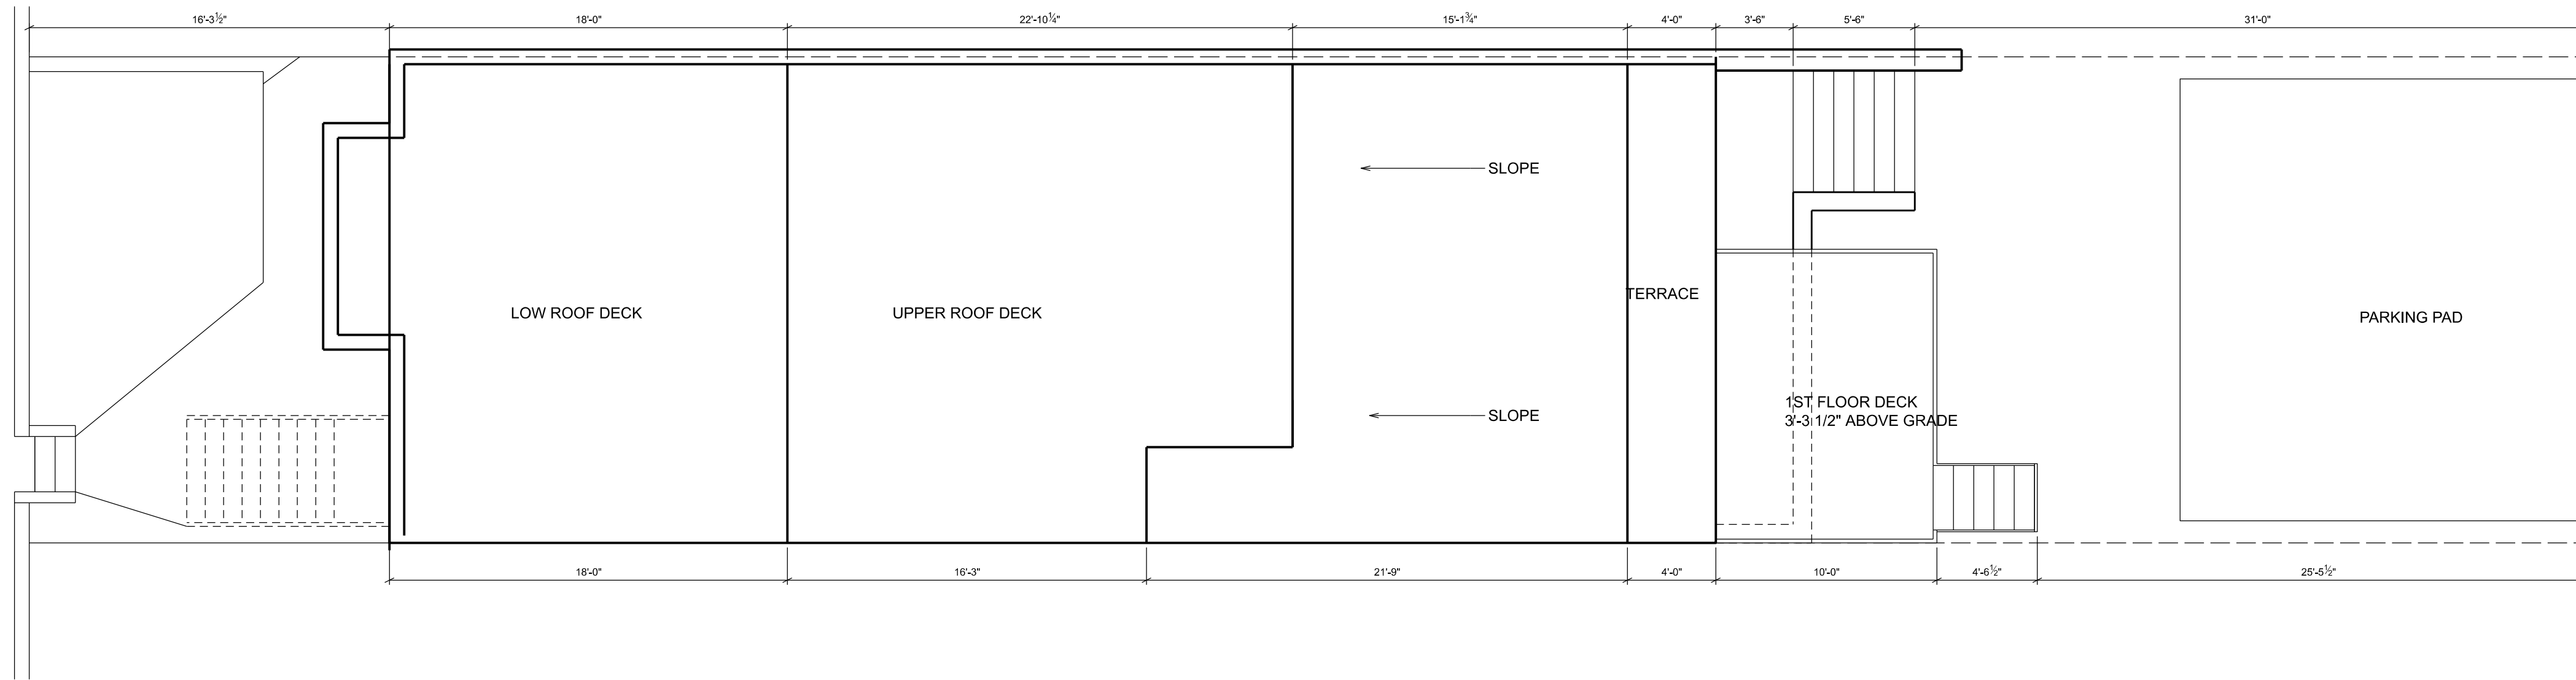 16'-3½"
18'-0"
22'-10¼"
15'-1¾"
4'-0"
3'-6"
5'-6"
31'-0"
SLOPE
TERRACE
LOW ROOF DECK
UPPER ROOF DECK
PARKING PAD
1ST FLOOR DECK
3'-3 1/2" ABOVE GRADE
SLOPE
18'-0"
16'-3"
21'-9"
4'-0"
10'-0"
4'-6½"
25'-5½"